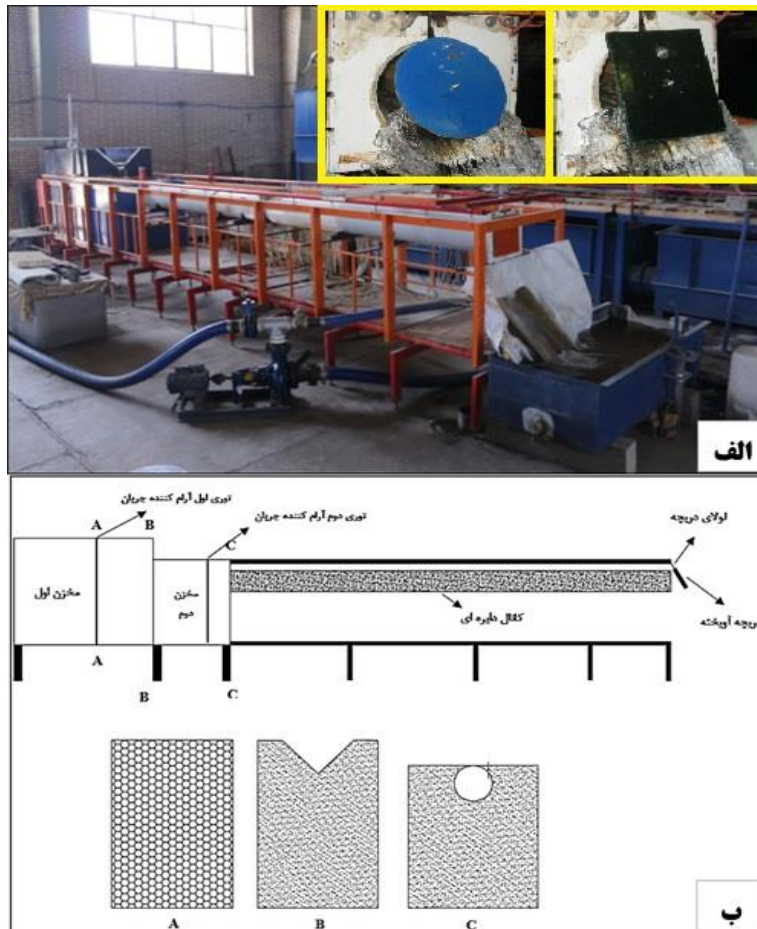 الف
توری اول آرام کننده جریان
توری دوم آرام کننده جریان
لولای دریچه
A
B
C
مخزن اول
مخزن دوم
کانال دایره ای
دریچه آویخته
A
B
C
A
B
C
ب